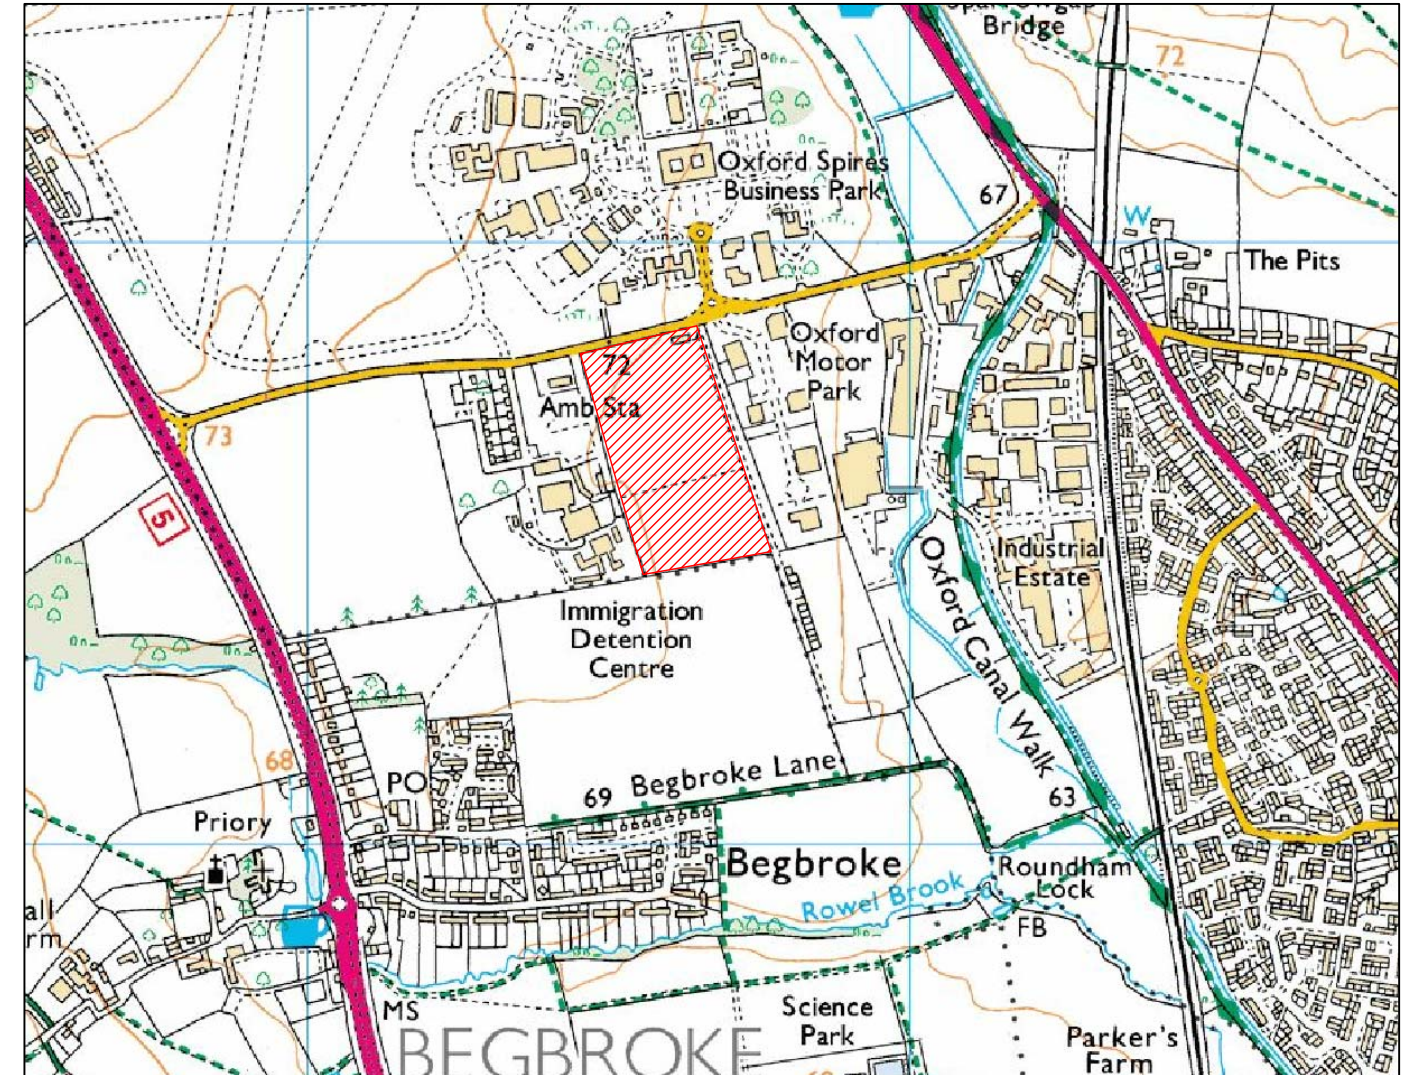 Bridge
72
Oxford Spires
Business Park
67
W
The Pits
Oxford
Motor
Park
72
Amb Sta
73
5
Industrial
Estate
Oxford Canal Walk
Immigration
Detention
Centre
68
PO
69 Begbroke Lane
63
Priory
Begbroke
Roundham
Lock
Rowel Brook
FB
all
rm
MS
Science
Park
Parker's
Farm
BEGBROKE